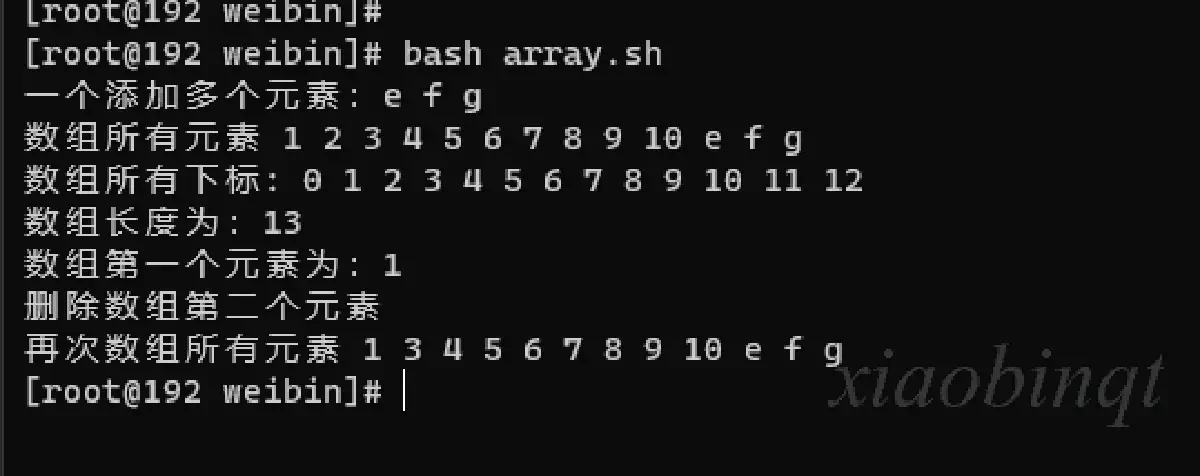 [root@192 weibin]#
[root@192 weibin]# bash array.sh
一个添加多个元素: e f g
数组所有元素 1 2 3 4 5 6 7 8 9 10 e f g
数组所有下标: 0 1 2 3 4 5 6 7 8 9 10 11 12
数组长度为: 13
数组第一个元素为: 1
删除数组第二个元素
再次数组所有元素 1 3 4 5 6 7 8 9 10 e f g
[root@192 weibin]#
xiaobinqt